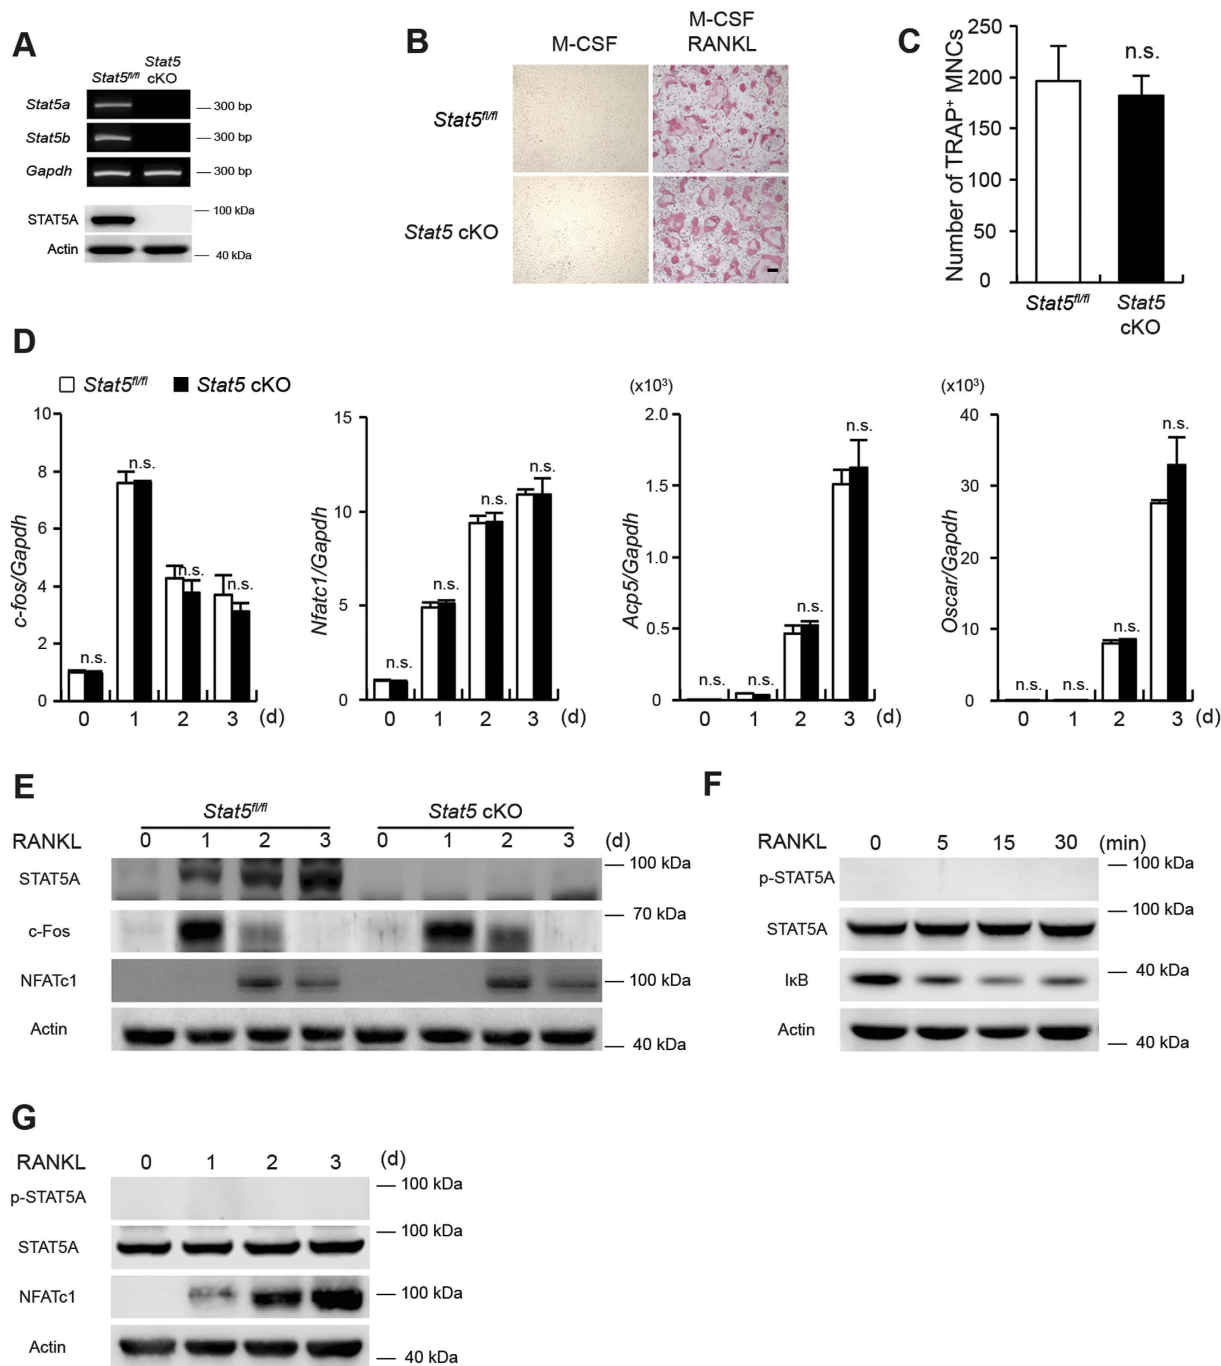 A
Stat5fl/fl
Stat5
cKO
Stat5a
300 bp
Stat5b
300 bp
Gapdh
300 bp
STAT5A
100 kDa
Actin
40 kDa
B
M-CSF
M-CSF
RANKL
Stat5fl/fl
Stat5 cKO
C
Number of TRAP+ MNCs
250
200
150
100
50
0
n.s.
Stat5fl/fl
Stat5
cKO
D
Stat5fl/fl
Stat5 cKO
c-fos/Gapdh
10
8
6
4
2
0
n.s.
n.s.
n.s.
n.s.
0 1 2 3 (d)
Nfatc1/Gapdh
15
10
5
0
n.s.
n.s.
n.s.
n.s.
0 1 2 3 (d)
(x10³)
Acp5/Gapdh
2.0
1.5
1.0
0.5
0
n.s.
n.s.
n.s.
n.s.
0 1 2 3 (d)
(x10³)
Oscar/Gapdh
40
30
20
10
0
n.s.
n.s.
n.s.
n.s.
0 1 2 3 (d)
E
Stat5fl/fl
Stat5 cKO
RANKL 0 1 2 3 0 1 2 3 (d)
STAT5A
100 kDa
c-Fos
70 kDa
NFATc1
100 kDa
Actin
40 kDa
F
RANKL 0 5 15 30 (min)
p-STAT5A
100 kDa
STAT5A
100 kDa
IκB
40 kDa
Actin
40 kDa
G
RANKL 0 1 2 3 (d)
p-STAT5A
100 kDa
STAT5A
100 kDa
NFATc1
100 kDa
Actin
40 kDa